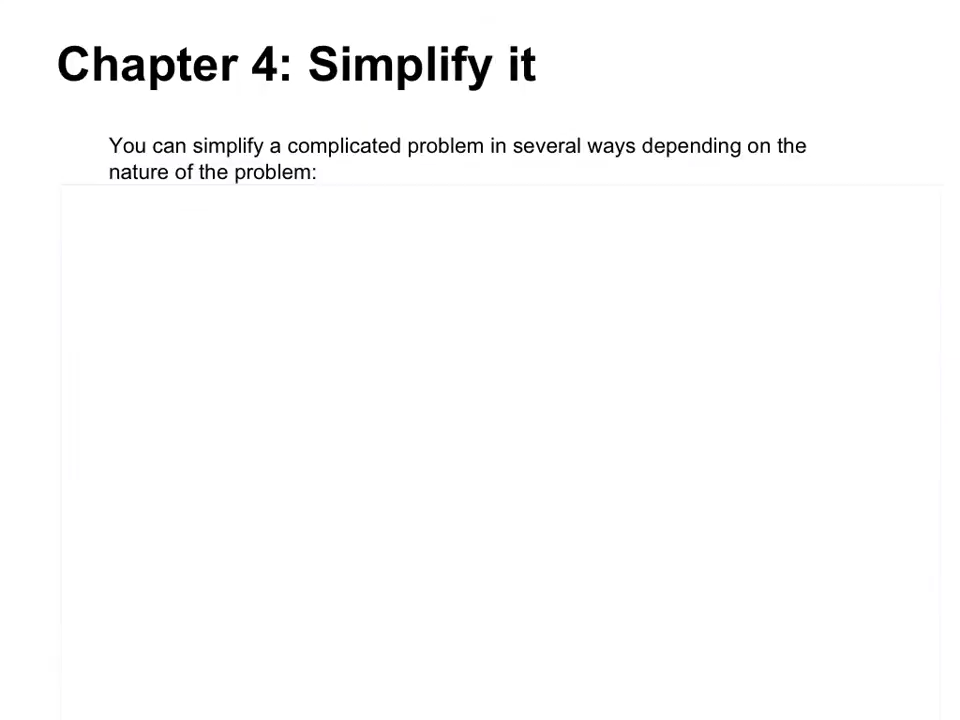 Chapter 4: Simplify it
You can simplify a complicated problem in several ways depending on the
nature of the problem: